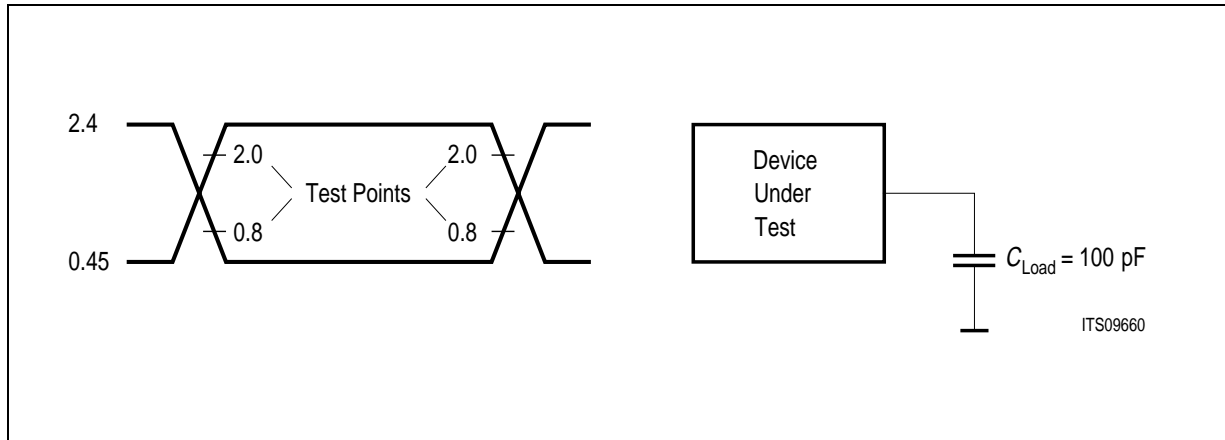 2.4
2.0
2.0
Test Points
0.8
0.8
0.45
Device
Under
Test
C Load = 100 pF
ITS09660